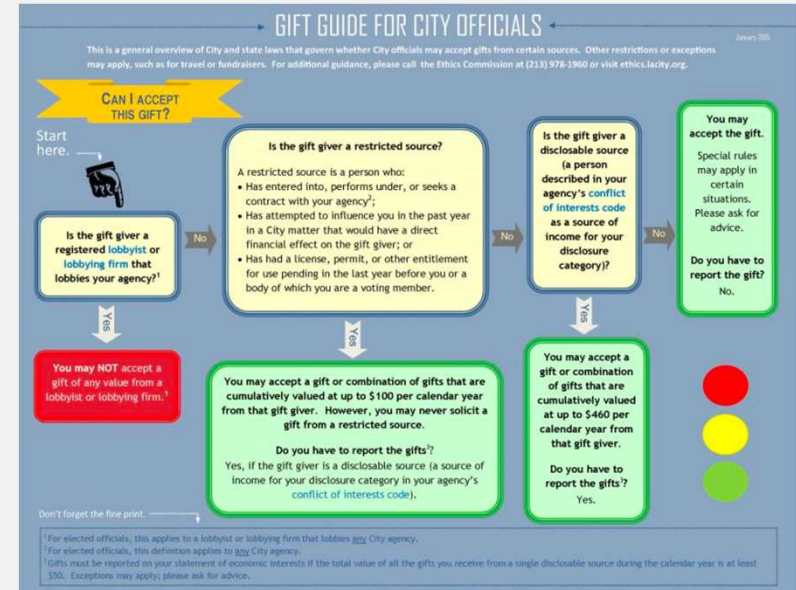 GIFT GUIDE FOR CITY OFFICIALS
January 2015
This is a general overview of City and state laws that govern whether City officials may accept gifts from certain sources. Other restrictions or exceptions
may apply, such as for travel or fundraisers. For additional guidance, please call the Ethics Commission at (213) 978-1960 or visit ethics.lacity.org.
CAN I ACCEPT
THIS GIFT?
Start
here.
Is the gift giver a
registered lobbyist or
lobbying firm that
lobbies your agency?¹
No
Yes
You may NOT accept a
gift of any value from a
lobbyist or lobbying firm.¹
Is the gift giver a restricted source?
A restricted source is a person who:
• Has entered into, performs under, or seeks a
contract with your agency²;
• Has attempted to influence you in the past year
in a City matter that would have a direct
financial effect on the gift giver; or
• Has had a license, permit, or other entitlement
for use pending in the last year before you or a
body of which you are a voting member.
No
Yes
You may accept a gift or combination of gifts that are
cumulatively valued at up to $100 per calendar year
from that gift giver. However, you may never solicit a
gift from a restricted source.
Do you have to report the gifts³?
Yes, if the gift giver is a disclosable source (a source of
income for your disclosure category in your agency's
conflict of interests code).
Is the gift giver a
disclosable source
(a person
described in your
agency's conflict
of interests code
as a source of
income for your
disclosure
category)?
No
Yes
You may accept a
gift or combination
of gifts that are
cumulatively valued
at up to $460 per
calendar year from
that gift giver.
Do you have to
report the gifts³?
Yes.
You may
accept the gift.
Special rules
may apply in
certain
situations.
Please ask for
advice.
Do you have to
report the gift?
No.
Don't forget the fine print.
¹For elected officials, this applies to a lobbyist or lobbying firm that lobbies any City agency.
²For elected officials, this definition applies to any City agency.
³Gifts must be reported on your statement of economic interests if the total value of all the gifts you receive from a single disclosable source during the calendar year is at least
$50. Exceptions may apply; please ask for advice.